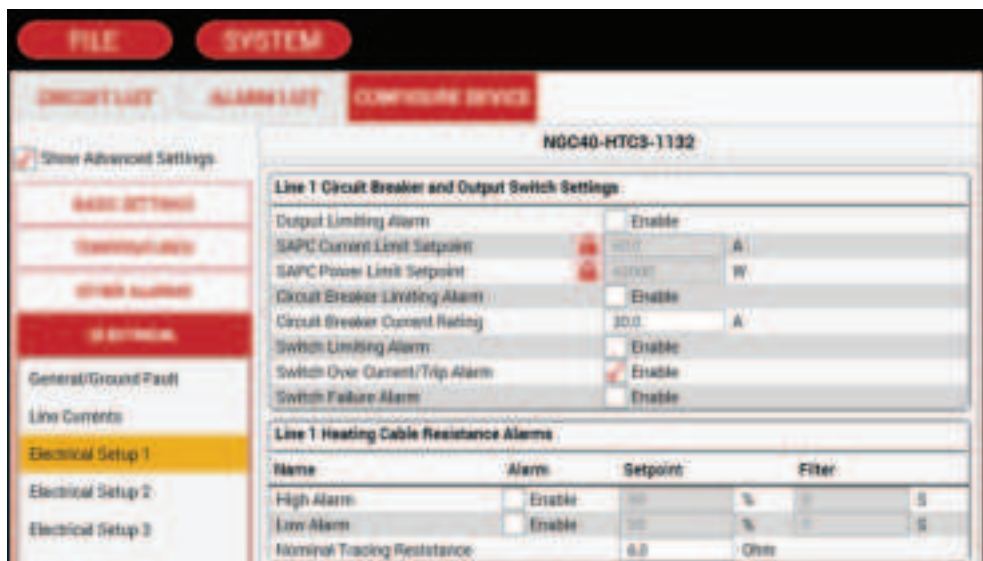 FILE SYSTEM
CIRCUIT LIST ALARM LIST CONFIGURE DEVICE
Show Advanced Settings
NGC40-HTC3-1132
BASIC SETTINGS
TEMPERATURES
OTHER ALARMS
ELECTRICAL
General/Ground Fault
Line Currents
Electrical Setup 1
Electrical Setup 2
Electrical Setup 3
Line 1 Circuit Breaker and Output Switch Settings
Output Limiting Alarm Enable
SAPC Current Limit Setpoint A
SAPC Power Limit Setpoint W
Circuit Breaker Limiting Alarm Enable
Circuit Breaker Current Rating 30.0 A
Switch Limiting Alarm Enable
Switch Over Current/Trip Alarm Enable
Switch Failure Alarm Enable
Line 1 Heating Cable Resistance Alarms
Name Alarm Setpoint Filter
High Alarm Enable % S
Low Alarm Enable % S
Nominal Tracing Resistance 6.0 Ohm